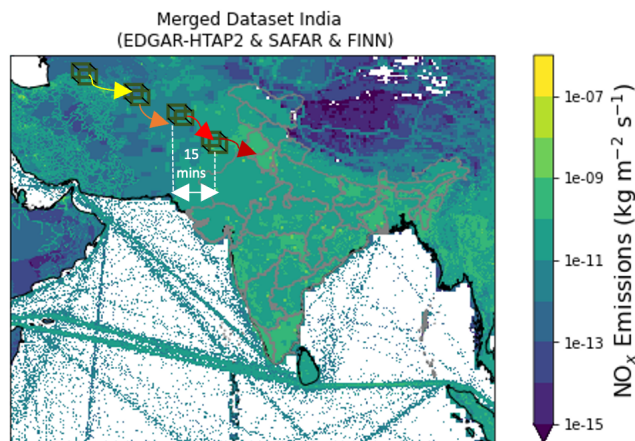 Merged Dataset India
(EDGAR-HTAP2 & SAFAR & FINN)
15
mins
1e-07
1e-09
1e-11
1e-13
1e-15
NOx Emissions (kg m⁻² s⁻¹)